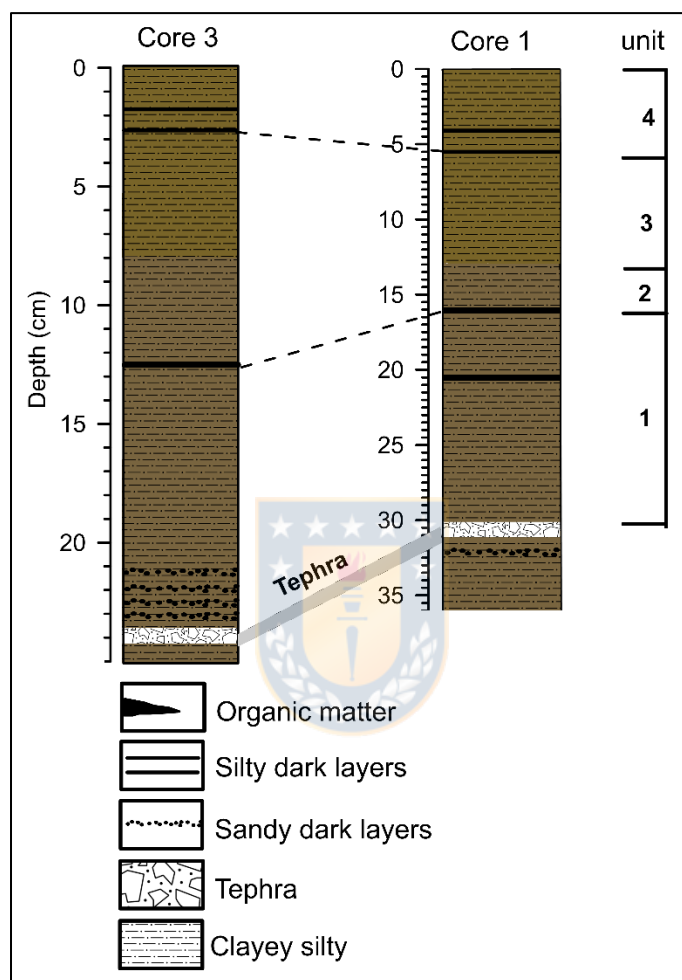 Core 3
Core 1
unit
Depth (cm)
0
5
10
15
20
0
5
10
15
20
25
30
35
4
3
2
1
Tephra
Organic matter
Silty dark layers
Sandy dark layers
Tephra
Clayey silty